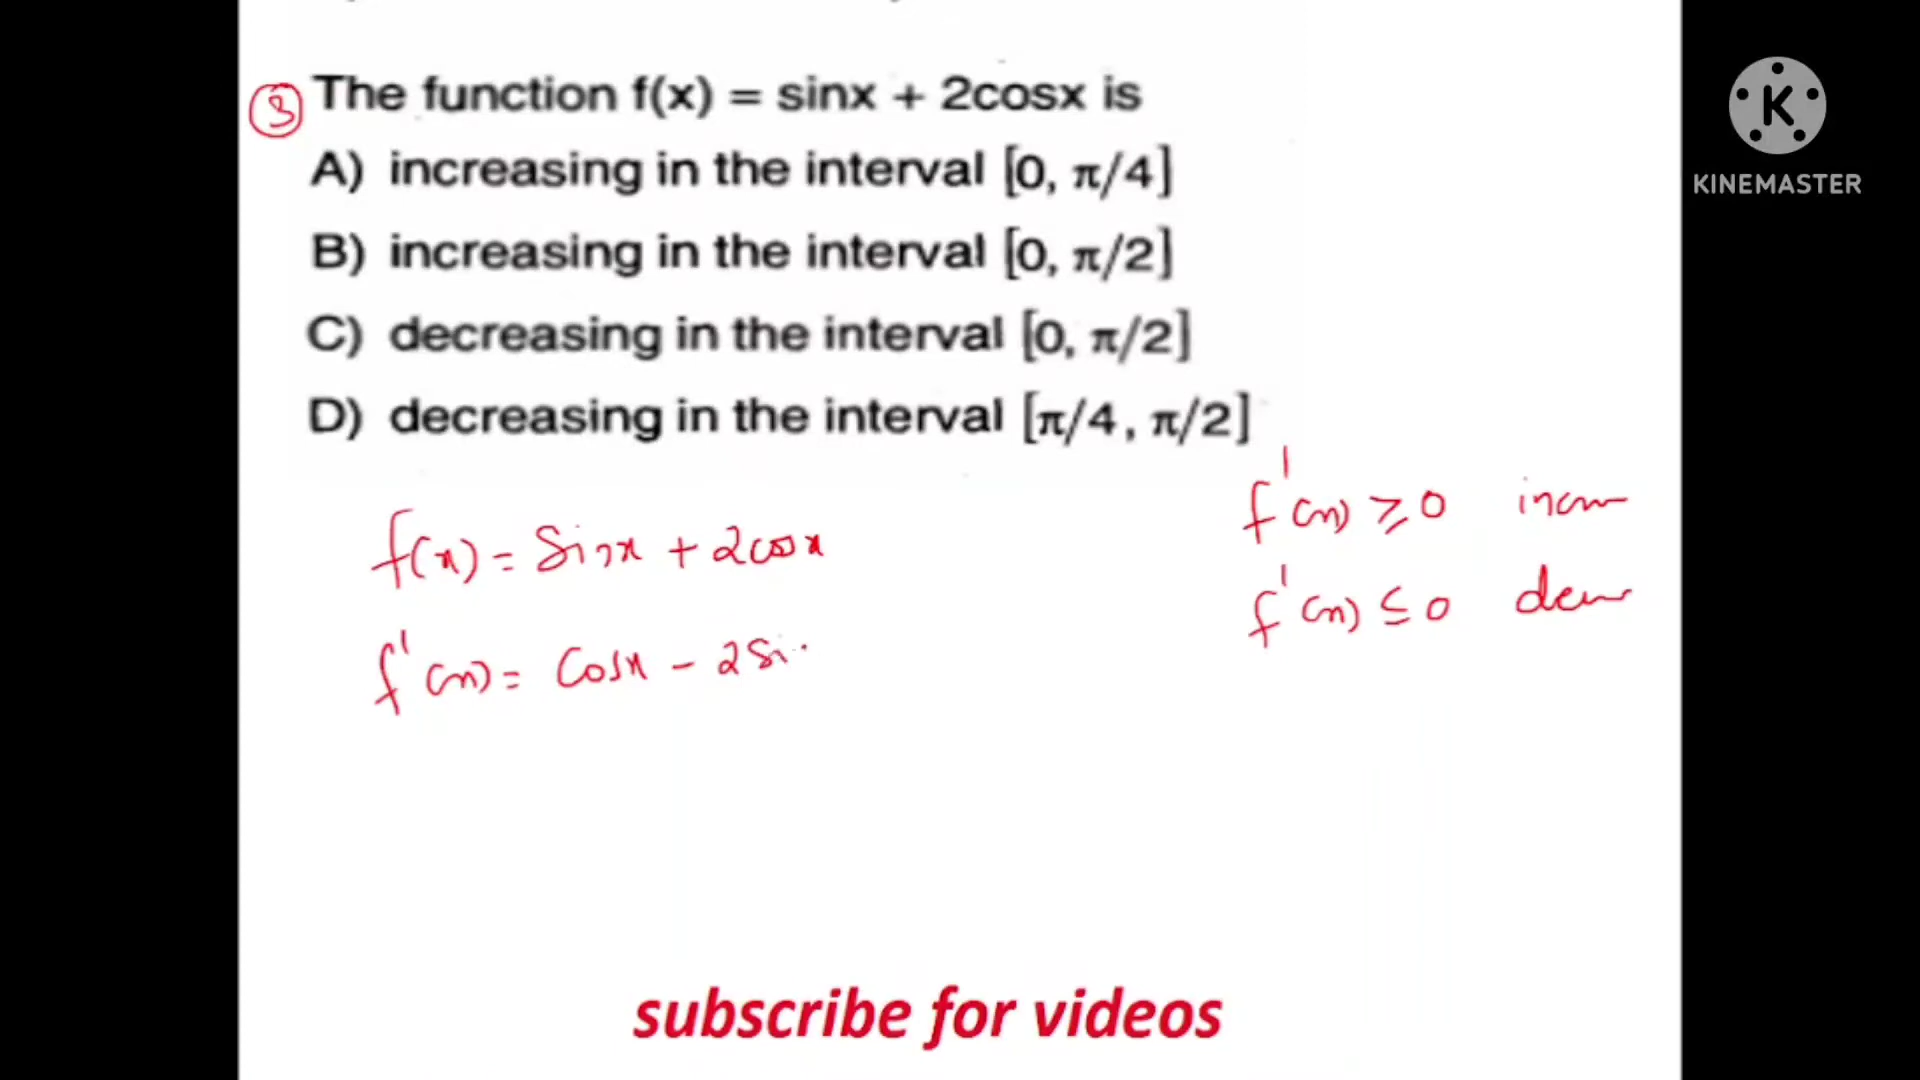 ③ The function f(x) = sinx + 2cosx is
A) increasing in the interval [0, π/4]
B) increasing in the interval [0, π/2]
C) decreasing in the interval [0, π/2]
D) decreasing in the interval [π/4, π/2]
f(x) = Sinx + 2cosx
f'(x) = Cosx - 2Si
f'(x) ≥ 0
f'(x) ≤ 0
subscribe for videos
K
KINEMASTER